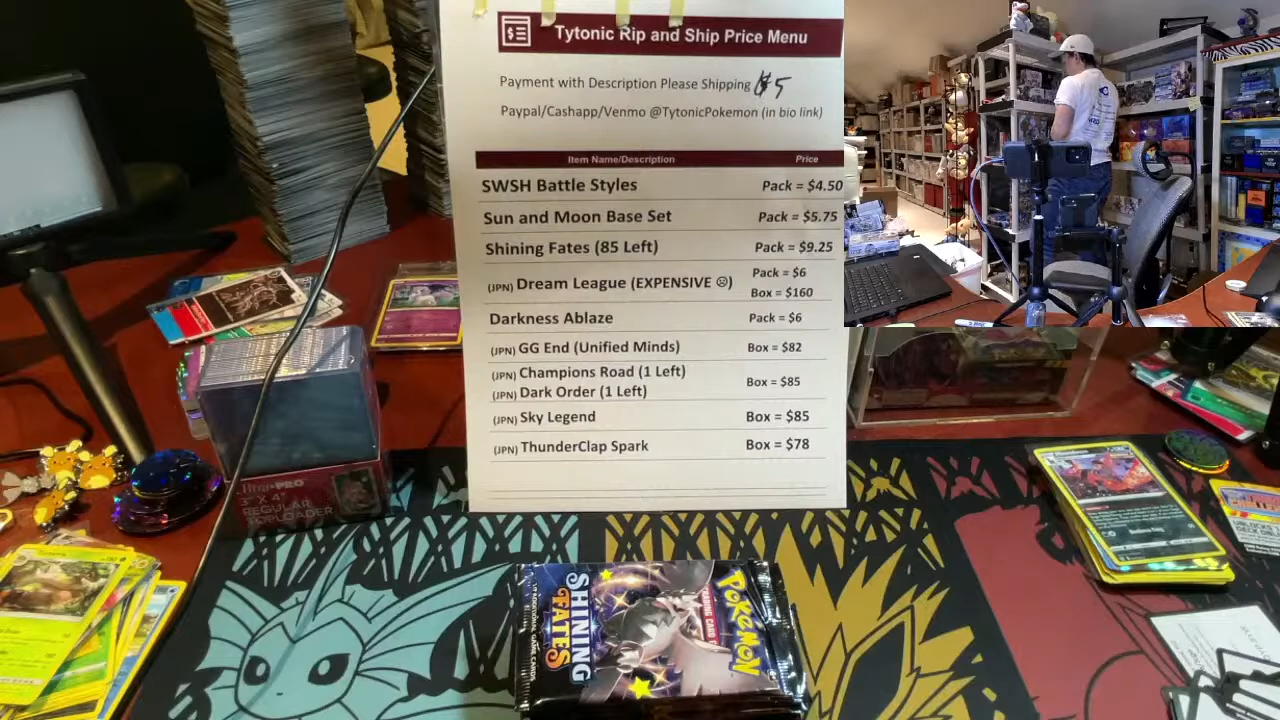 Tytonic Rip and Ship Price Menu
Payment with Description Please Shipping $5
Paypal/Cashapp/Venmo @TytonicPokemon (in bio link)
Item Name/Description Price
SWSH Battle Styles Pack = $4.50
Sun and Moon Base Set Pack = $5.75
Shining Fates (85 Left) Pack = $9.25
(JPN) Dream League (EXPENSIVE ☹) Pack = $6
Box = $160
Darkness Ablaze Pack = $6
(JPN) GG End (Unified Minds) Box = $82
(JPN) Champions Road (1 Left)
(JPN) Dark Order (1 Left) Box = $85
(JPN) Sky Legend Box = $85
(JPN) ThunderClap Spark Box = $78
Ultra•PRO
3" X 4"
REGULAR
TOPLOADER
POKÉMON
TRADING CARD
SHINING
FATES
10 ADDITIONAL GAME CARDS